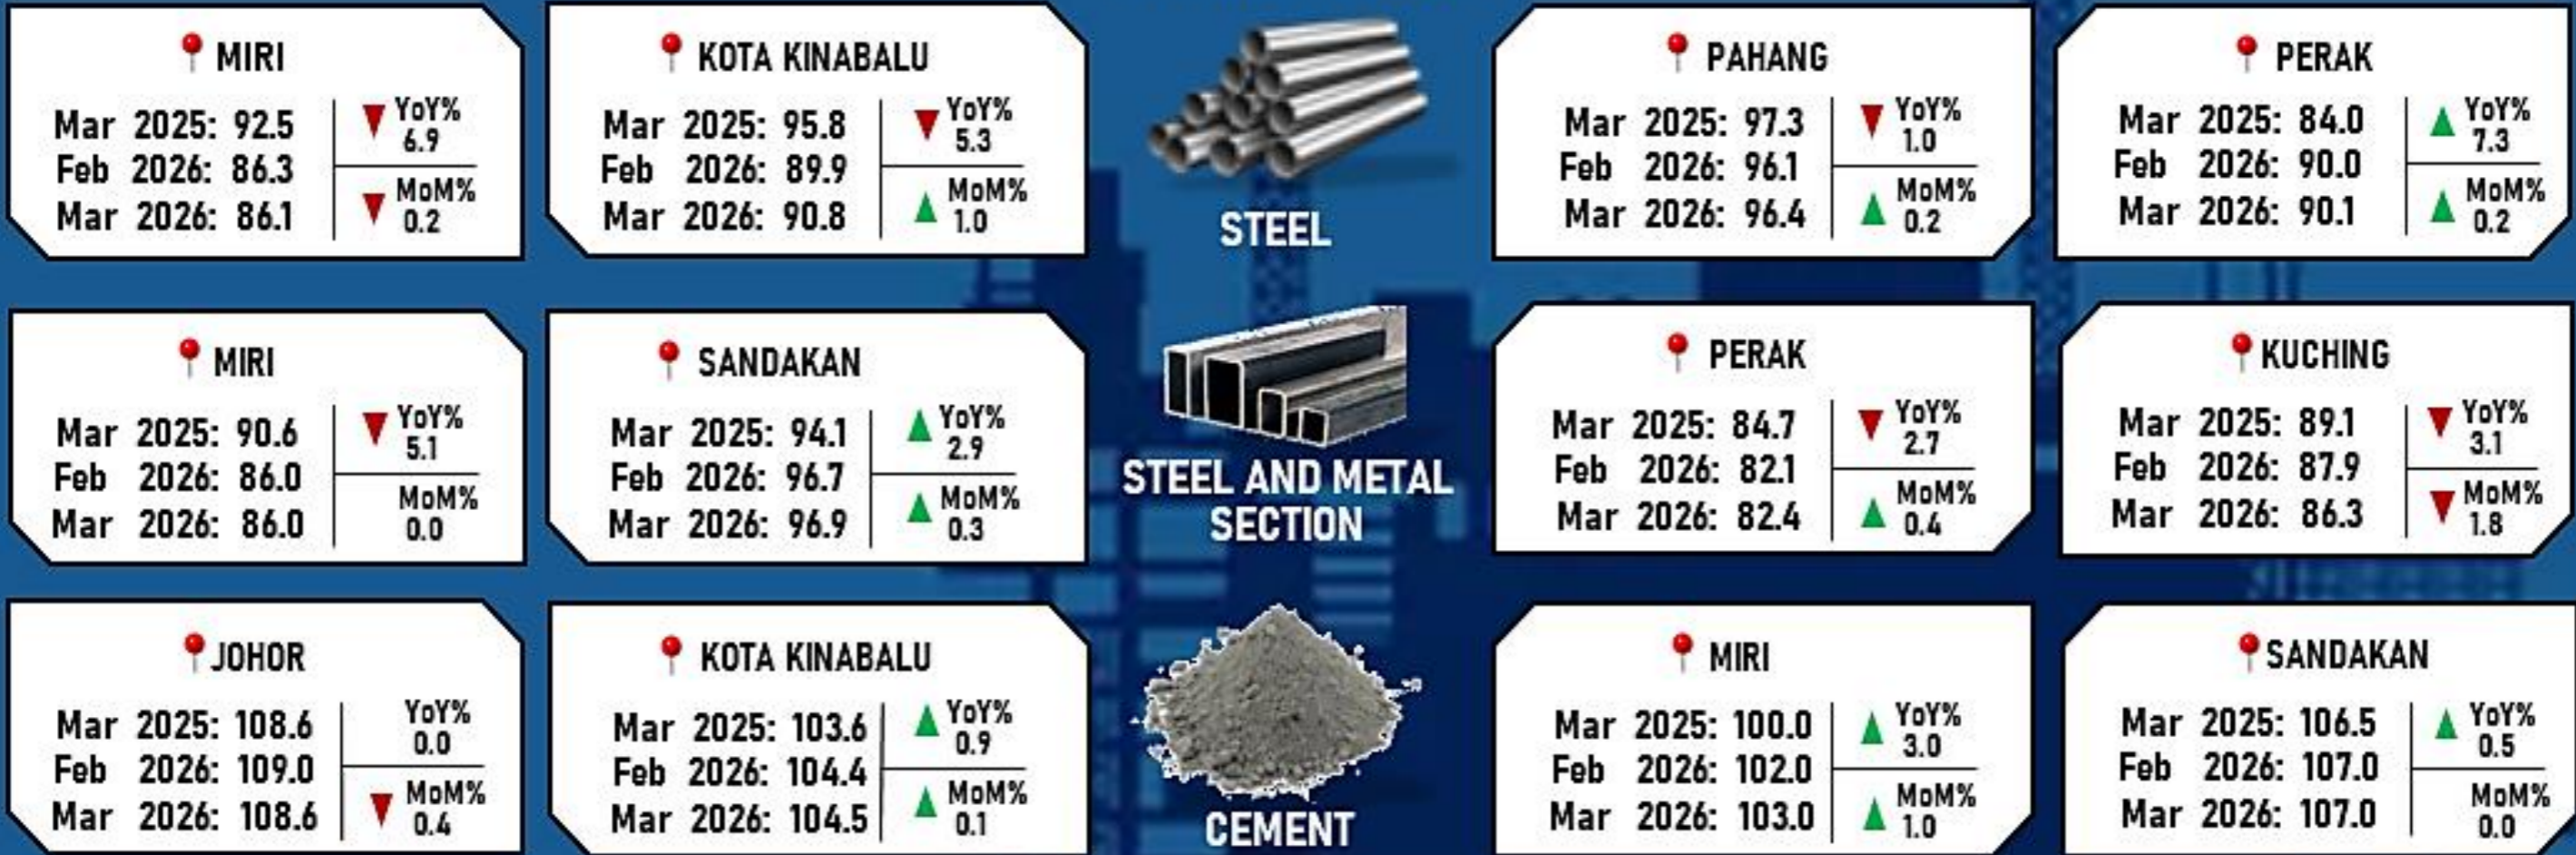 MIRI
Mar 2025: 92.5
Feb 2026: 86.3
Mar 2026: 86.1
YoY%
6.9
MoM%
0.2
KOTA KINABALU
Mar 2025: 95.8
Feb 2026: 89.9
Mar 2026: 90.8
YoY%
5.3
MoM%
1.0
STEEL
PAHANG
Mar 2025: 97.3
Feb 2026: 96.1
Mar 2026: 96.4
YoY%
1.0
MoM%
0.2
PERAK
Mar 2025: 84.0
Feb 2026: 90.0
Mar 2026: 90.1
YoY%
7.3
MoM%
0.2
MIRI
Mar 2025: 90.6
Feb 2026: 86.0
Mar 2026: 86.0
YoY%
5.1
MoM%
0.0
SANDAKAN
Mar 2025: 94.1
Feb 2026: 96.7
Mar 2026: 96.9
YoY%
2.9
MoM%
0.3
STEEL AND METAL
SECTION
PERAK
Mar 2025: 84.7
Feb 2026: 82.1
Mar 2026: 82.4
YoY%
2.7
MoM%
0.4
KUCHING
Mar 2025: 89.1
Feb 2026: 87.9
Mar 2026: 86.3
YoY%
3.1
MoM%
1.8
JOHOR
Mar 2025: 108.6
Feb 2026: 109.0
Mar 2026: 108.6
YoY%
0.0
MoM%
0.4
KOTA KINABALU
Mar 2025: 103.6
Feb 2026: 104.4
Mar 2026: 104.5
YoY%
0.9
MoM%
0.1
CEMENT
MIRI
Mar 2025: 100.0
Feb 2026: 102.0
Mar 2026: 103.0
YoY%
3.0
MoM%
1.0
SANDAKAN
Mar 2025: 106.5
Feb 2026: 107.0
Mar 2026: 107.0
YoY%
0.5
MoM%
0.0